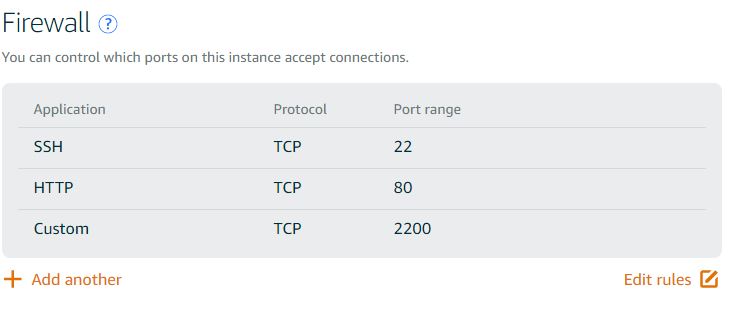 Firewall ?
You can control which ports on this instance accept connections.
Application Protocol Port range
SSH TCP 22
HTTP TCP 80
Custom TCP 2200
+ Add another Edit rules